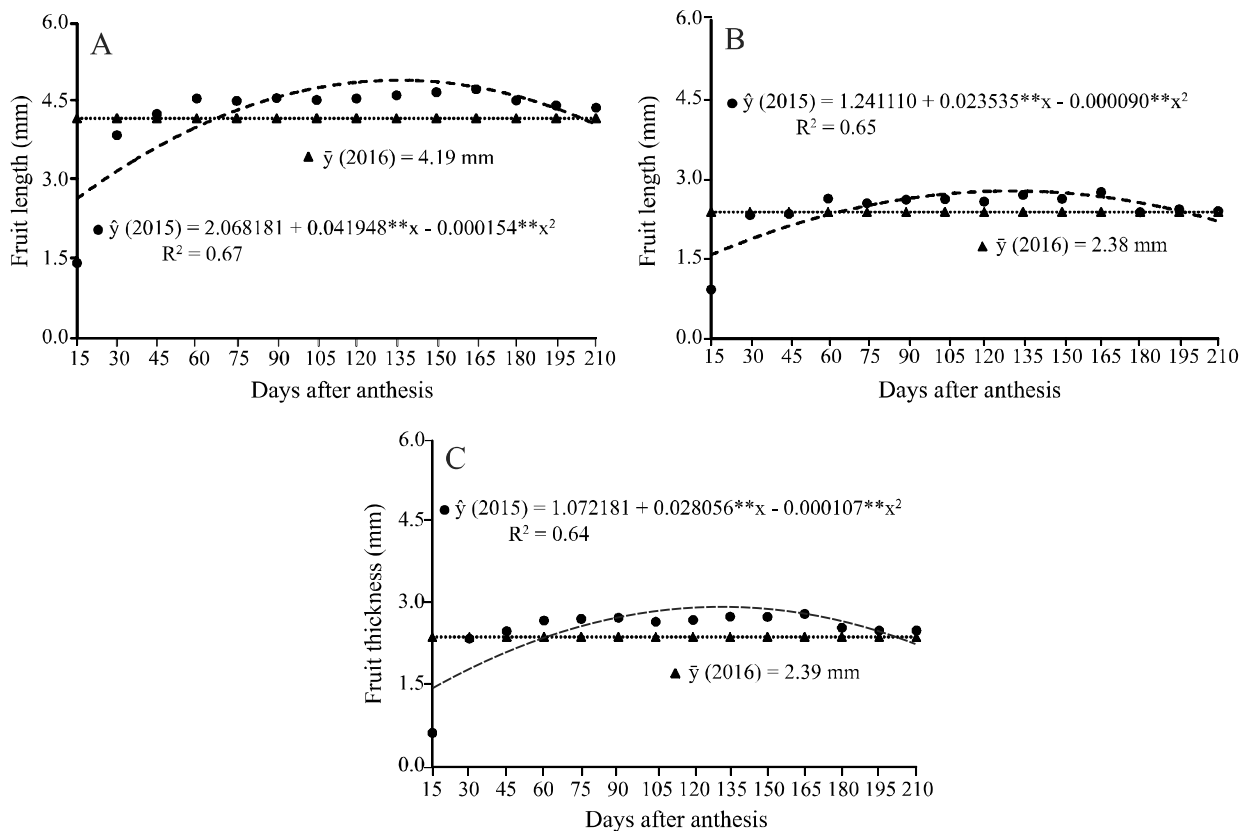 A
Fruit length (mm)
6.0
4.5
3.0
1.5
0.0
ȳ (2016) = 4.19 mm
ŷ (2015) = 2.068181 + 0.041948**x - 0.000154**x²
R² = 0.67
15 30 45 60 75 90 105 120 135 150 165 180 195 210
Days after anthesis
B
Fruit length (mm)
6.0
4.5
3.0
1.5
0.0
ŷ (2015) = 1.241110 + 0.023535**x - 0.000090**x²
R² = 0.65
ȳ (2016) = 2.38 mm
15 30 45 60 75 90 105 120 135 150 165 180 195 210
Days after anthesis
C
Fruit thickness (mm)
6.0
4.5
3.0
1.5
0.0
ŷ (2015) = 1.072181 + 0.028056**x - 0.000107**x²
R² = 0.64
ȳ (2016) = 2.39 mm
15 30 45 60 75 90 105 120 135 150 165 180 195 210
Days after anthesis